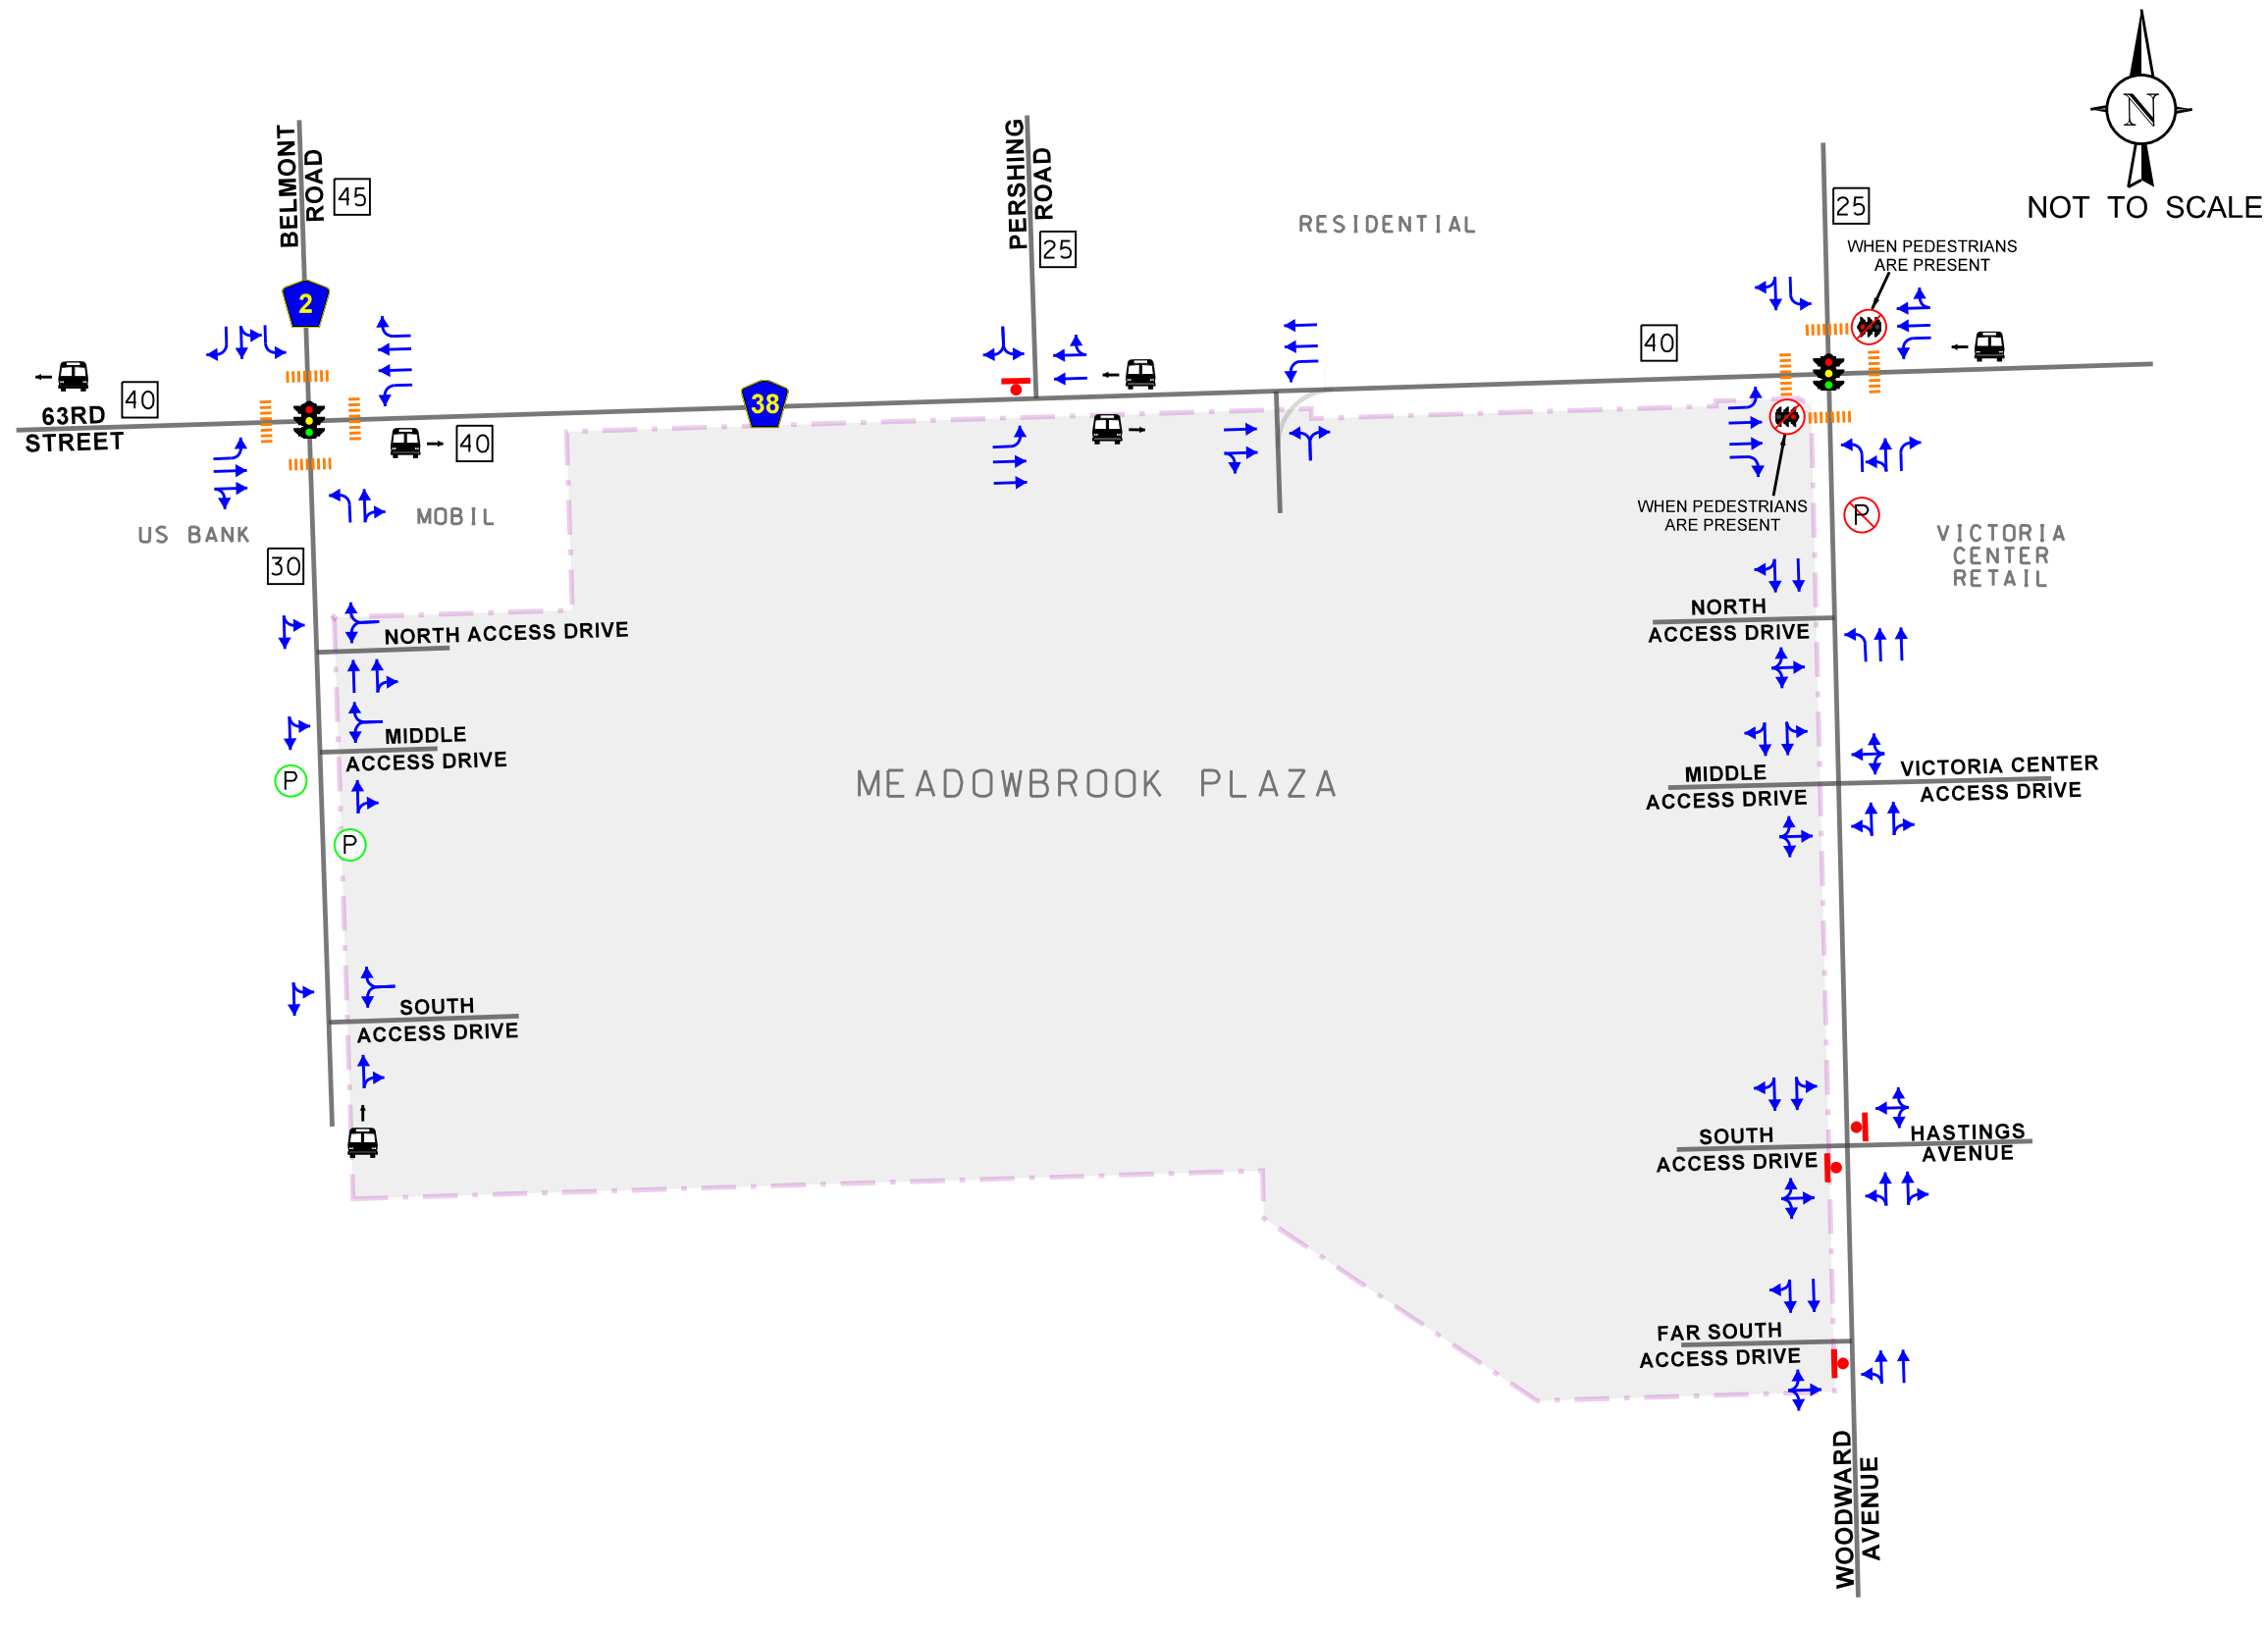 N
NOT TO SCALE
BELMONT
ROAD
45
2
PERSHING
ROAD
25
RESIDENTIAL
25
WHEN PEDESTRIANS
ARE PRESENT
40
63RD
STREET
40
38
40
MOBIL
US BANK
30
WHEN PEDESTRIANS
ARE PRESENT
P
VICTORIA
CENTER
RETAIL
NORTH ACCESS DRIVE
MIDDLE
ACCESS DRIVE
P
P
SOUTH
ACCESS DRIVE
MEADOWBROOK PLAZA
NORTH
ACCESS DRIVE
MIDDLE
ACCESS DRIVE
VICTORIA CENTER
ACCESS DRIVE
SOUTH
ACCESS DRIVE
HASTINGS
AVENUE
FAR SOUTH
ACCESS DRIVE
WOODWARD
AVENUE